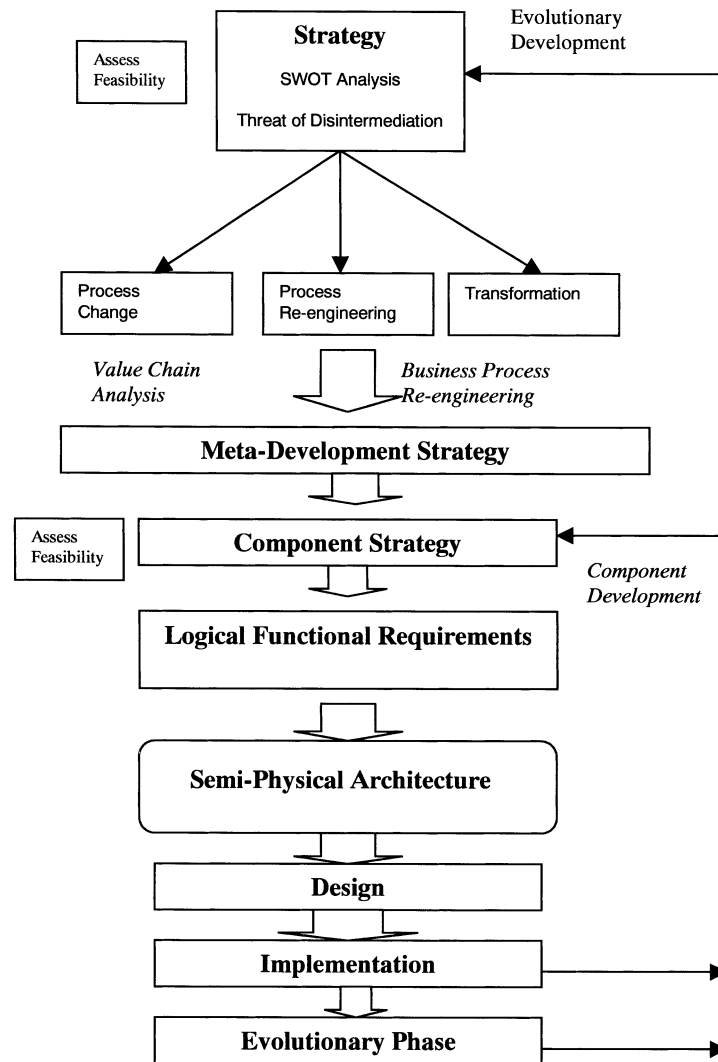 Evolutionary
Development
Strategy
SWOT Analysis
Threat of Disintermediation
Assess
Feasibility
Process
Change
Process
Re-engineering
Transformation
Value Chain
Analysis
Business Process
Re-engineering
Meta-Development Strategy
Assess
Feasibility
Component Strategy
Component
Development
Logical Functional Requirements
Semi-Physical Architecture
Design
Implementation
Evolutionary Phase